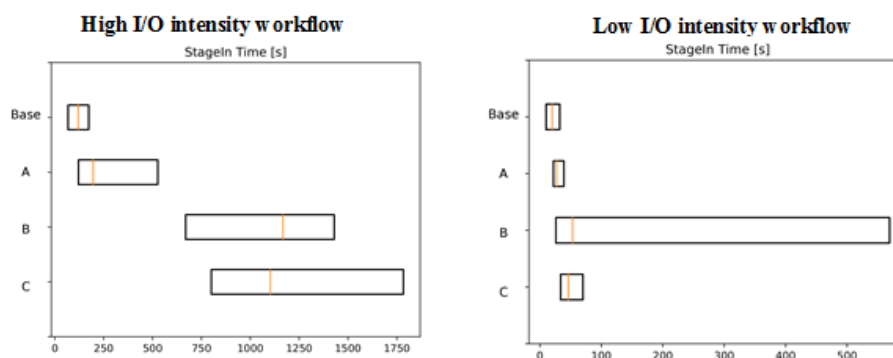 High I/O intensity workflow
StageIn Time [s]
Base
A
B
C
0 250 500 750 1000 1250 1500 1750
Low I/O intensity workflow
StageIn Time [s]
Base
A
B
C
0 100 200 300 400 500